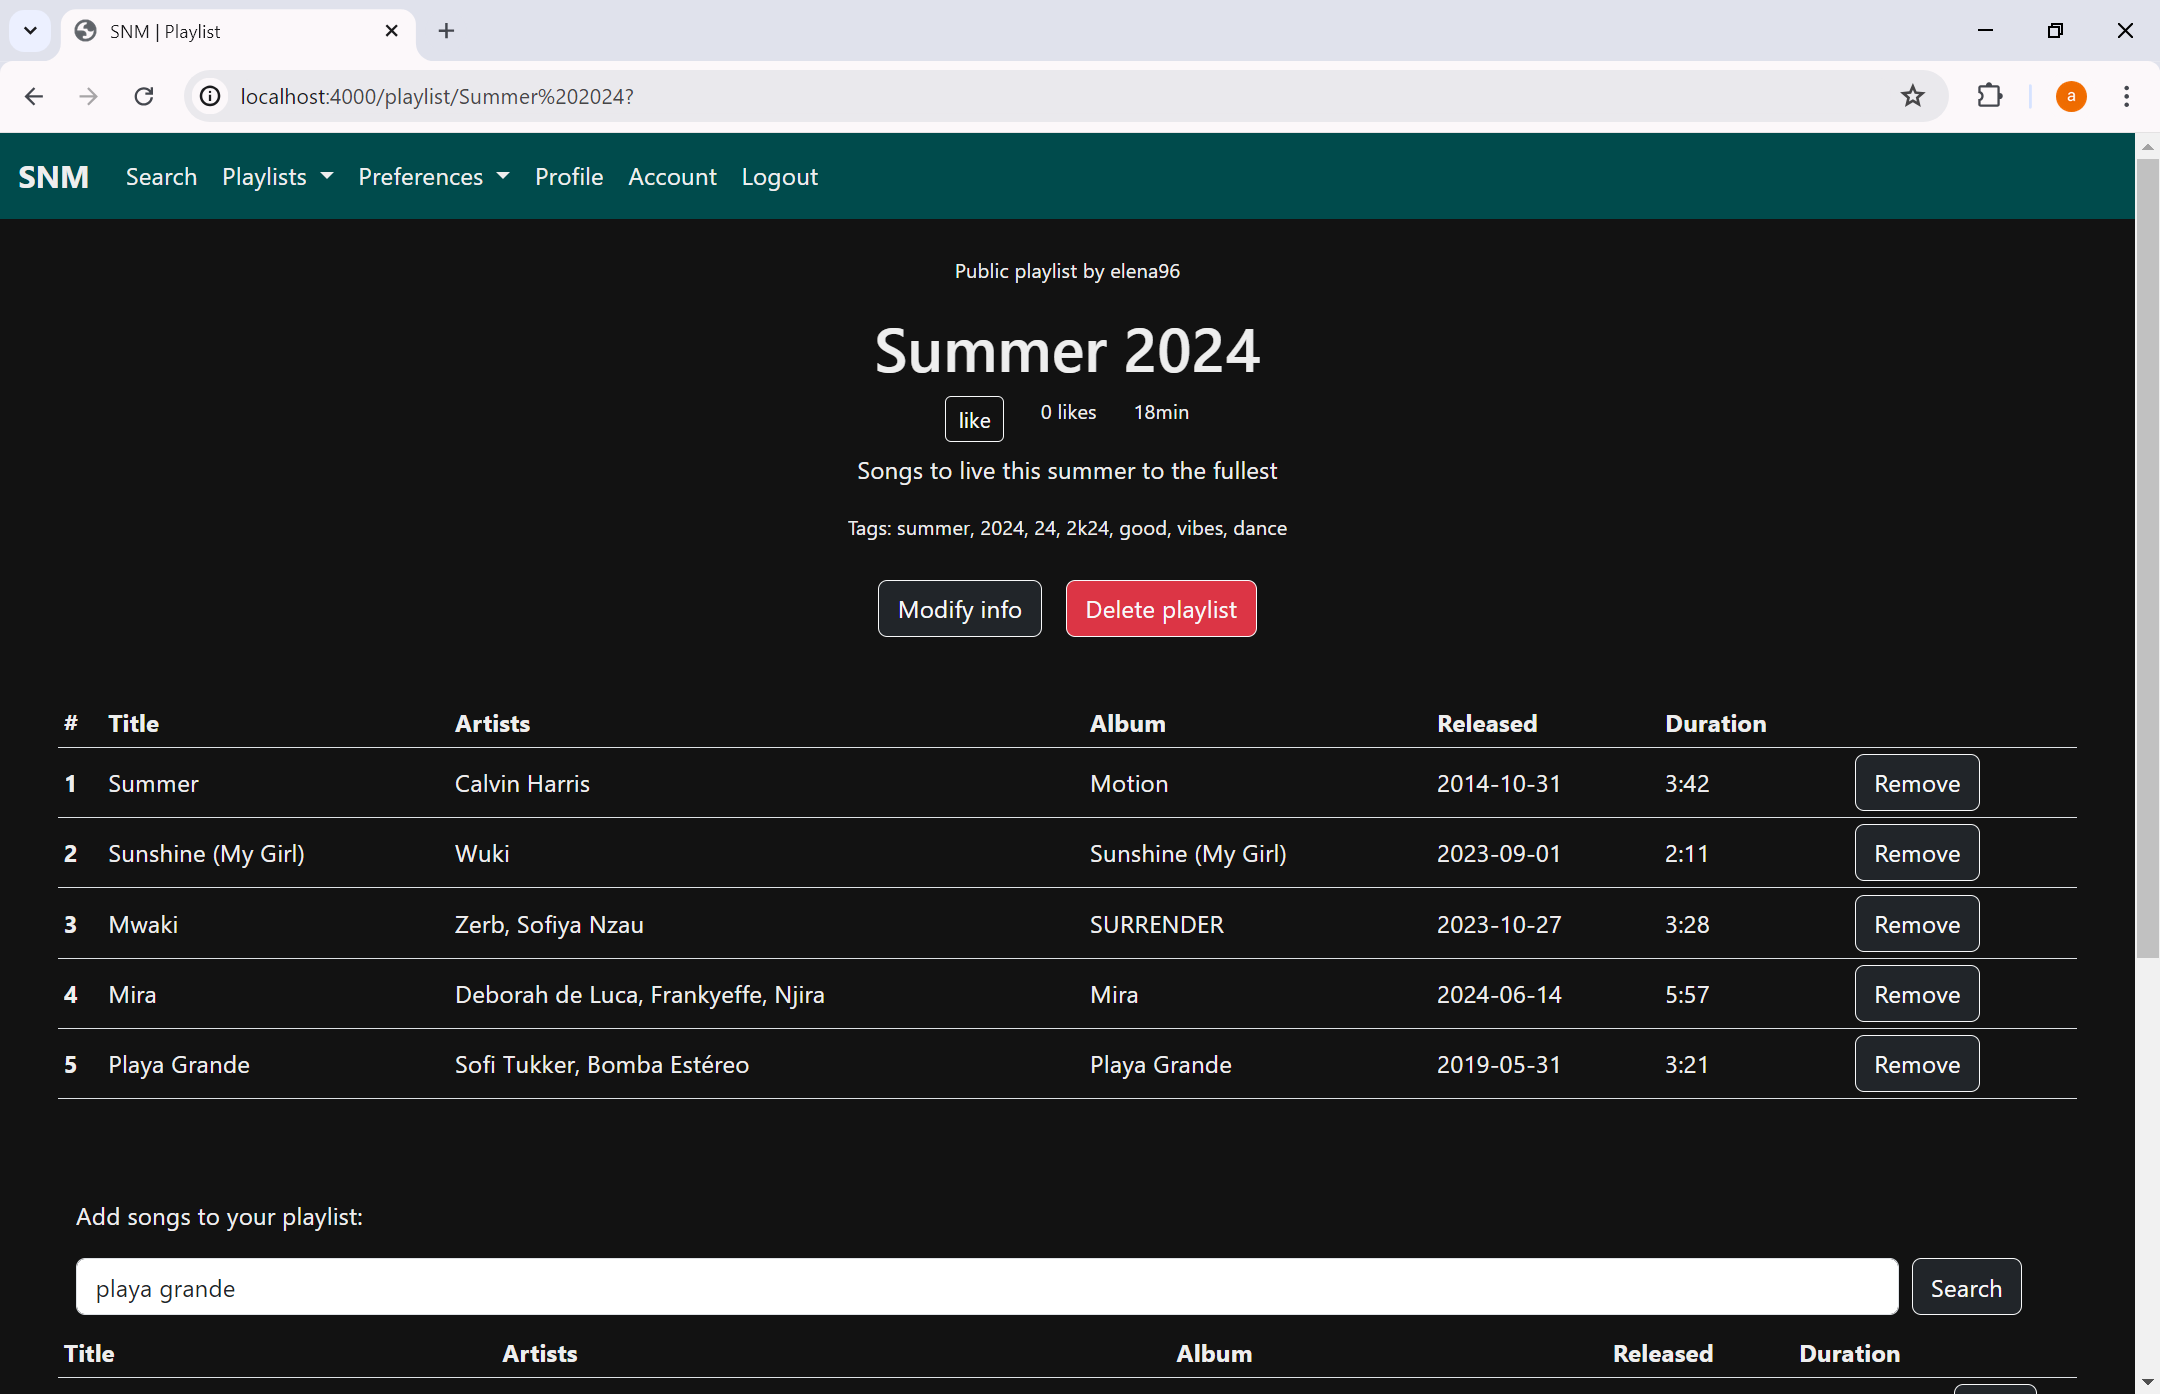 SNM | Playlist
localhost:4000/playlist/Summer%202024?
a
SNM Search Playlists Preferences Profile Account Logout
Public playlist by elena96
Summer 2024
like 0 likes 18min
Songs to live this summer to the fullest
Tags: summer, 2024, 24, 2k24, good, vibes, dance
Modify info Delete playlist
# Title Artists Album Released Duration
1 Summer Calvin Harris Motion 2014-10-31 3:42 Remove
2 Sunshine (My Girl) Wuki Sunshine (My Girl) 2023-09-01 2:11 Remove
3 Mwaki Zerb, Sofiya Nzau SURRENDER 2023-10-27 3:28 Remove
4 Mira Deborah de Luca, Frankyeffe, Njira Mira 2024-06-14 5:57 Remove
5 Playa Grande Sofi Tukker, Bomba Estéreo Playa Grande 2019-05-31 3:21 Remove
Add songs to your playlist:
playa grande Search
Title Artists Album Released Duration